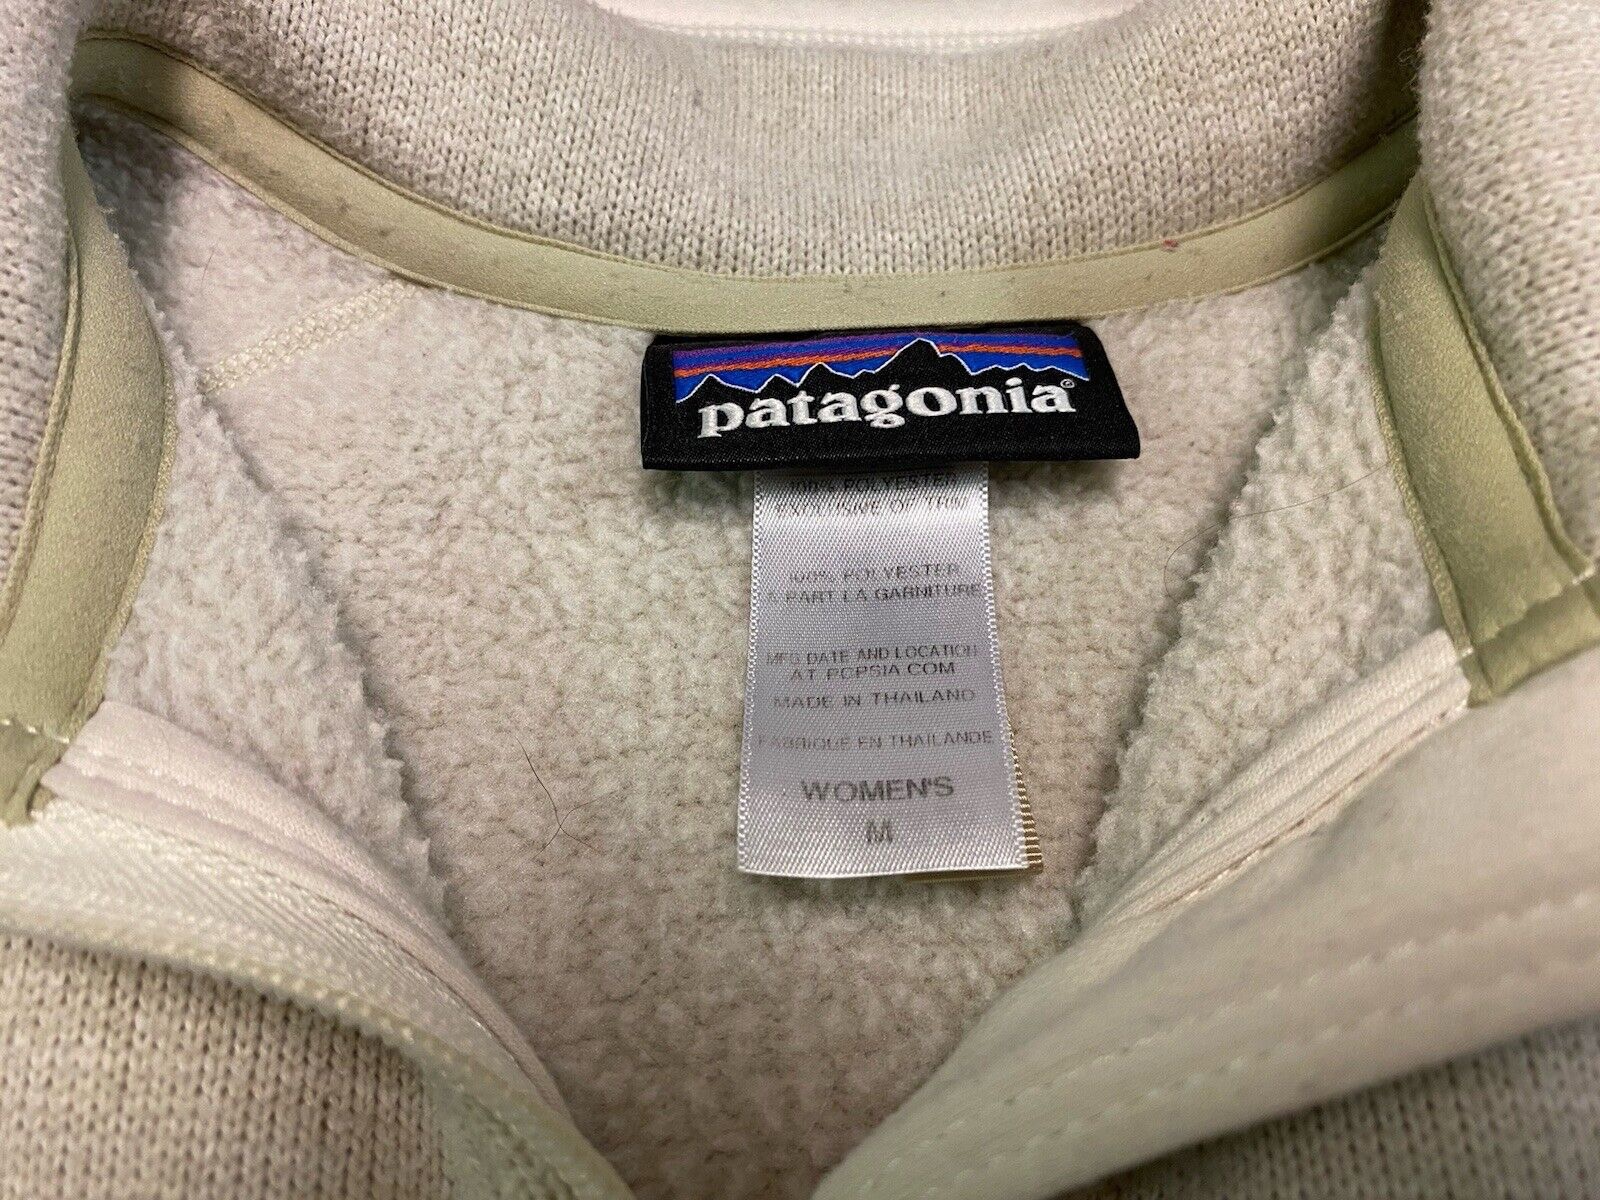 patagonia®
100% POLYESTER
EXCLUSIVE OF TRIM
100% POLYESTER
À PART LA GARNITURE
MFG DATE AND LOCATION
AT PCPSIA.COM
MADE IN THAILAND
FABRIQUÉ EN THAILANDE
WOMEN'S
M